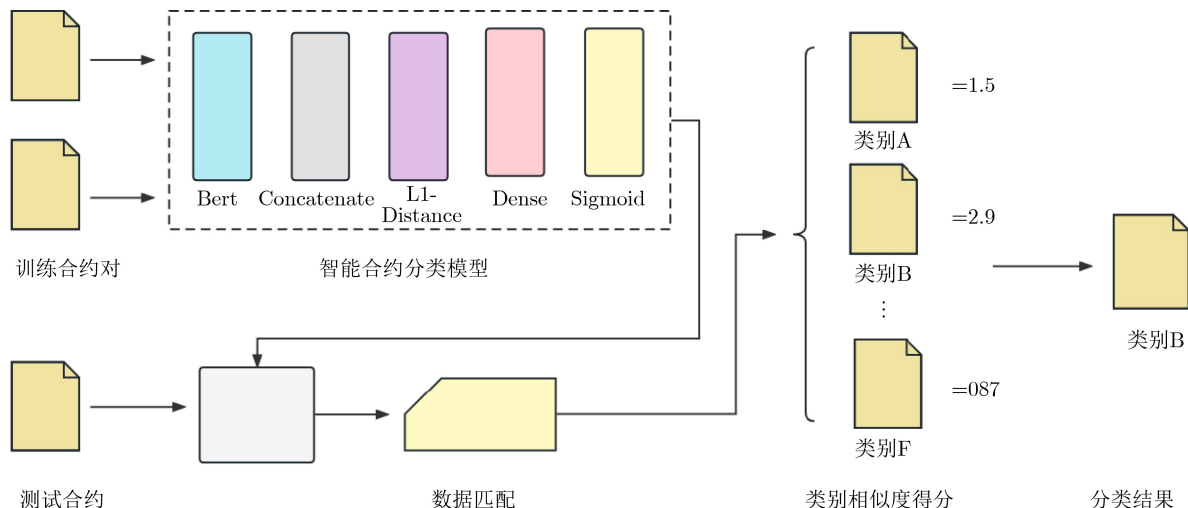 Bert
Concatenate
L1-
Distance
Dense
Sigmoid
训练合约对
智能合约分类模型
=1.5
类别A
=2.9
类别B
⋮
=087
类别F
类别B
测试合约
数据匹配
类别相似度得分
分类结果